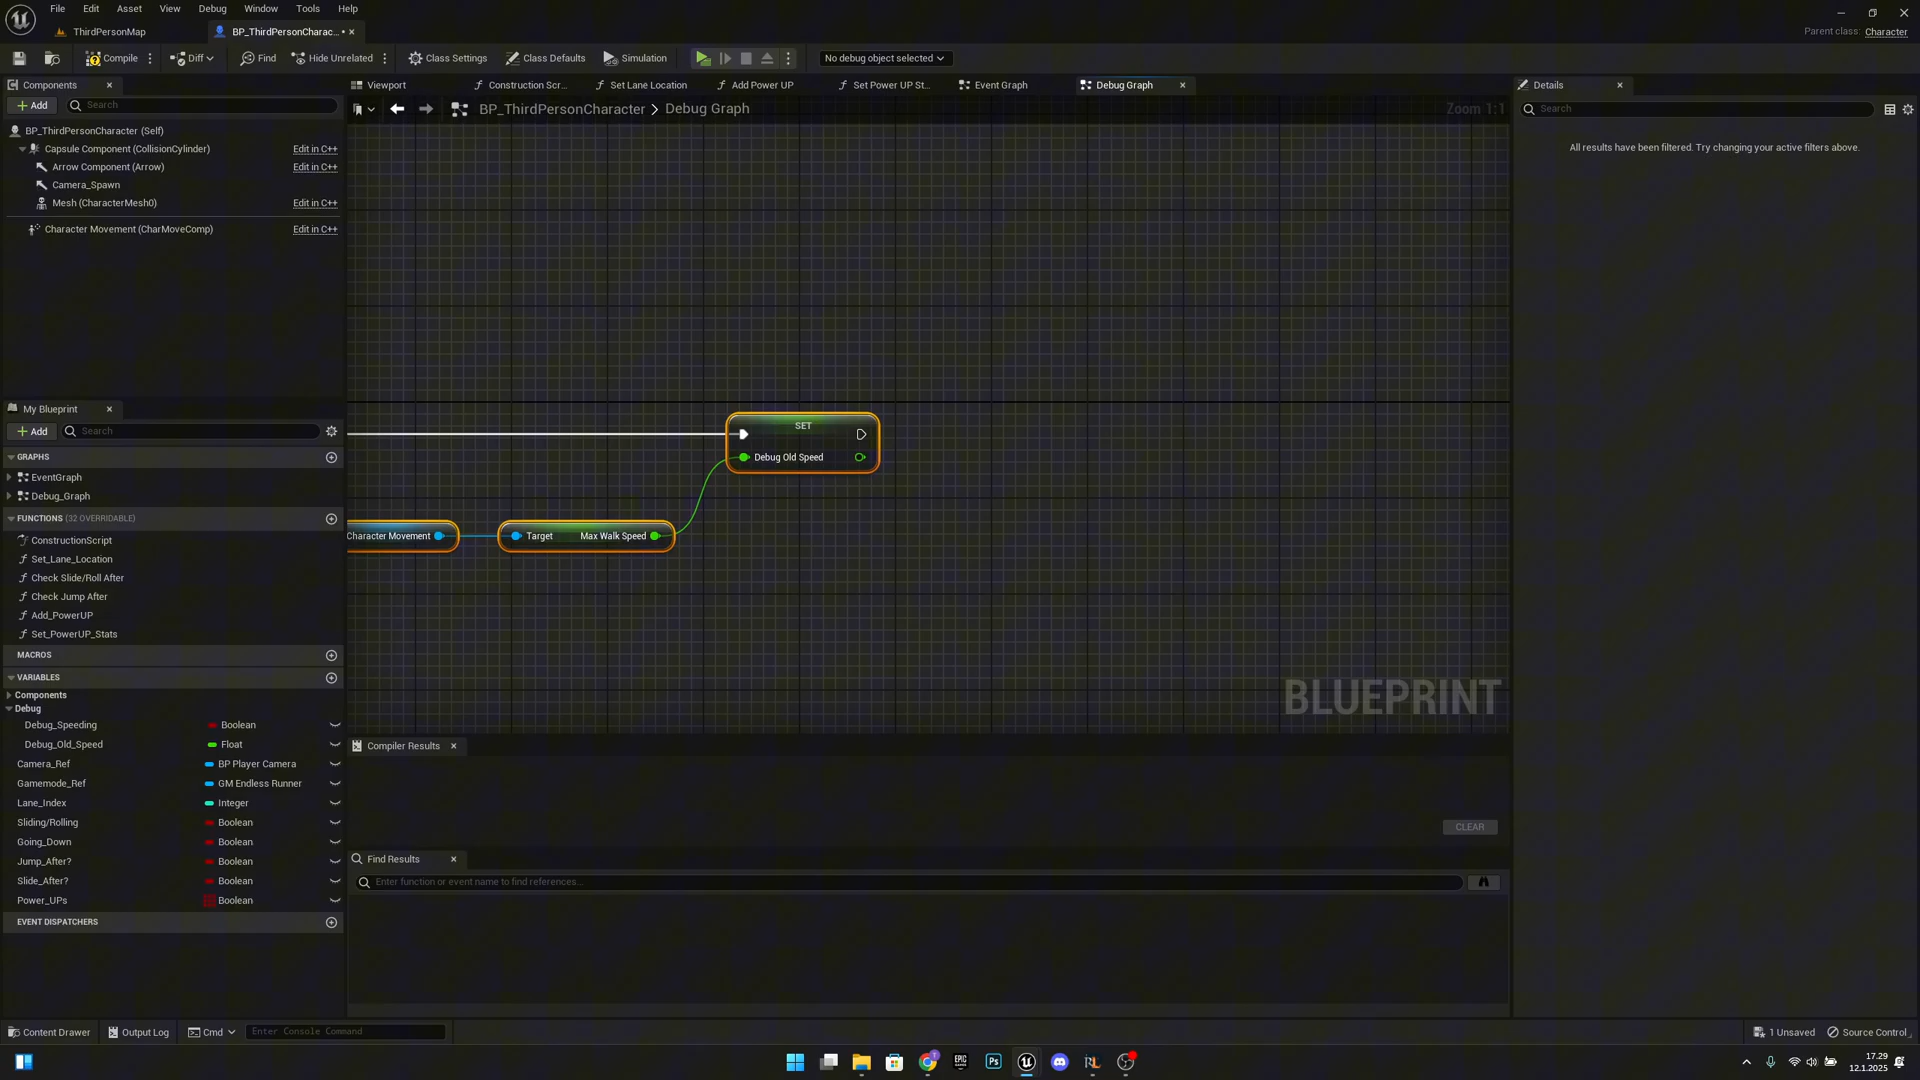 File Edit Asset View Debug Window Tools Help
ThirdPersonMap
BP_ThirdPersonCharac... •
Parent class: Character
Compile
Diff
Find
Hide Unrelated
Class Settings
Class Defaults
Simulation
No debug object selected
Components
Viewport
Construction Scr...
Set Lane Location
Add Power UP
Set Power UP St...
Event Graph
Debug Graph
Details
Add
Search
BP_ThirdPersonCharacter > Debug Graph
Zoom 1:1
Search
BP_ThirdPersonCharacter (Self)
Capsule Component (CollisionCylinder) Edit in C++
Arrow Component (Arrow) Edit in C++
Camera_Spawn
Mesh (CharacterMesh0) Edit in C++
Character Movement (CharMoveComp) Edit in C++
All results have been filtered. Try changing your active filters above.
My Blueprint
Add
Search
GRAPHS
EventGraph
Debug_Graph
FUNCTIONS (32 OVERRIDABLE)
ConstructionScript
Set_Lane_Location
Check Slide/Roll After
Check Jump After
Add_PowerUP
Set_PowerUP_Stats
MACROS
VARIABLES
Components
Debug
Debug_Speeding Boolean
Debug_Old_Speed Float
Camera_Ref BP Player Camera
Gamemode_Ref GM Endless Runner
Lane_Index Integer
Sliding/Rolling Boolean
Going_Down Boolean
Jump_After? Boolean
Slide_After? Boolean
Power_UPs Boolean
EVENT DISPATCHERS
SET
Debug Old Speed
Character Movement
Target Max Walk Speed
BLUEPRINT
Compiler Results
CLEAR
Find Results
Enter function or event name to find references...
Content Drawer
Output Log
Cmd
Enter Console Command
1 Unsaved
Source Control
EPIC
Ps
17.29
12.1.2025